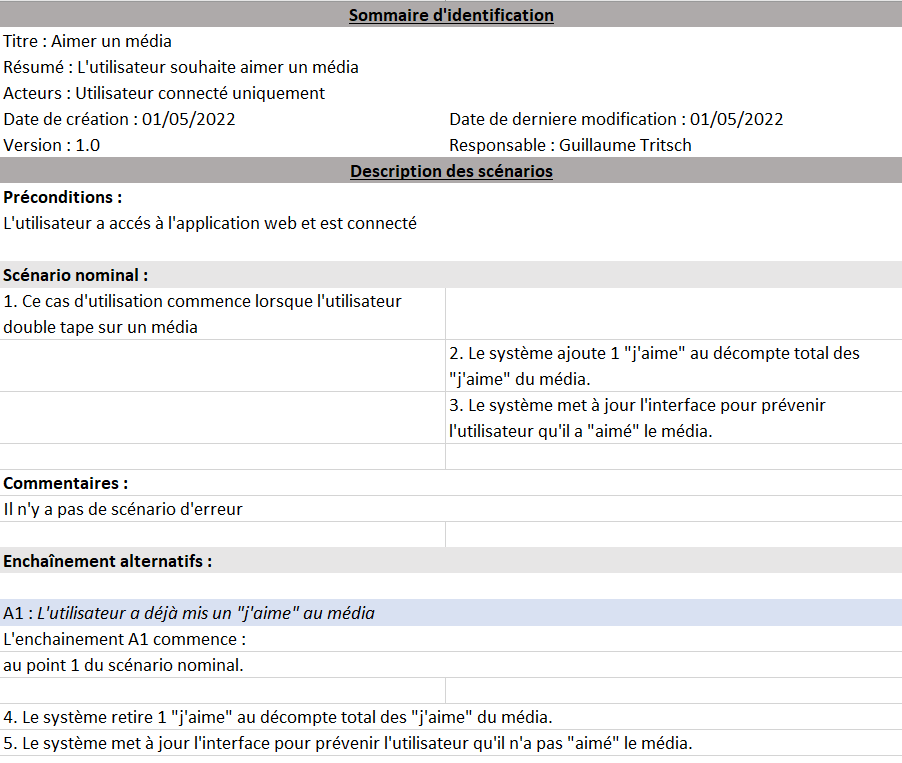 Sommaire d'identification
Titre : Aimer un média
Résumé : L'utilisateur souhaite aimer un média
Acteurs : Utilisateur connecté uniquement
Date de création : 01/05/2022 Date de derniere modification : 01/05/2022
Version : 1.0 Responsable : Guillaume Tritsch
Description des scénarios
Préconditions :
L'utilisateur a accés à l'application web et est connecté
Scénario nominal :
1. Ce cas d'utilisation commence lorsque l'utilisateur
double tape sur un média
2. Le système ajoute 1 "j'aime" au décompte total des
"j'aime" du média.
3. Le système met à jour l'interface pour prévenir
l'utilisateur qu'il a "aimé" le média.
Commentaires :
Il n'y a pas de scénario d'erreur
Enchaînement alternatifs :
A1 : L'utilisateur a déjà mis un "j'aime" au média
L'enchainement A1 commence :
au point 1 du scénario nominal.
4. Le système retire 1 "j'aime" au décompte total des "j'aime" du média.
5. Le système met à jour l'interface pour prévenir l'utilisateur qu'il n'a pas "aimé" le média.